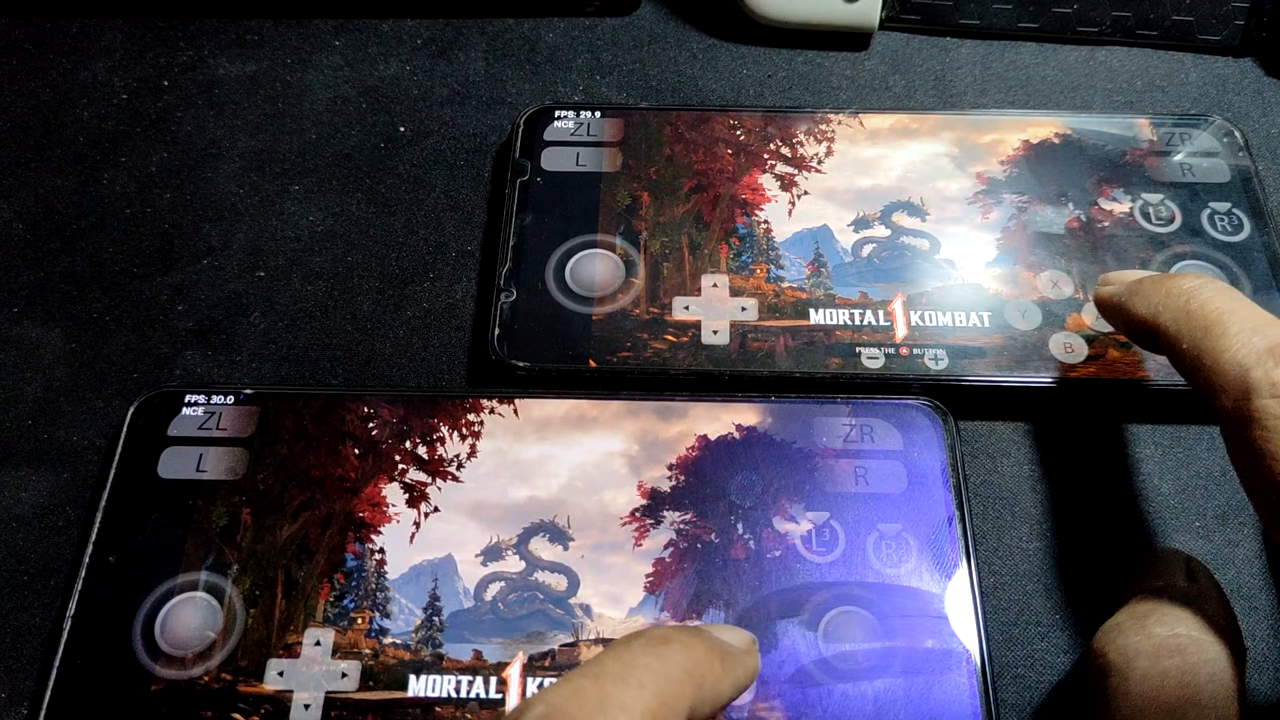 FPS: 29.9
NCE
ZL
ZR
L
R
L3
R3
X
Y
MORTAL 1 KOMBAT
B
PRESS THE A BUTTON
FPS: 30.0
NCE
ZL
ZR
L
R
L3
R3
MORTAL 1 KO